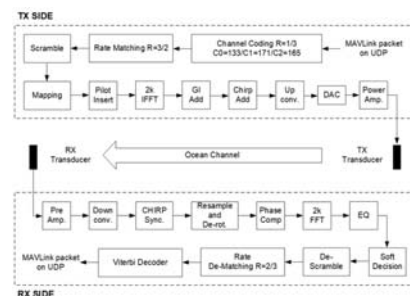 TX SIDE
Scramble
Rate Matching R=3/2
Channel Coding R=1/3
C0=133/C1=171/C2=165
MAVLink packet
on UDP
Mapping
Pilot
Insert
2k
IFFT
GI
Add
Chirp
Add
Up
conv.
DAC
Power
Amp.
RX
Transducer
Ocean Channel
TX
Transducer
Pre
Amp.
Down
conv.
CHIRP
Sync.
Resample
and
De-rot.
Phase
Comp
2k
FFT
EQ
MAVLink packet
on UDP
Viterbi Decoder
Rate
De-Matching R=2/3
De-
Scramble
Soft
Decision
RX SIDE